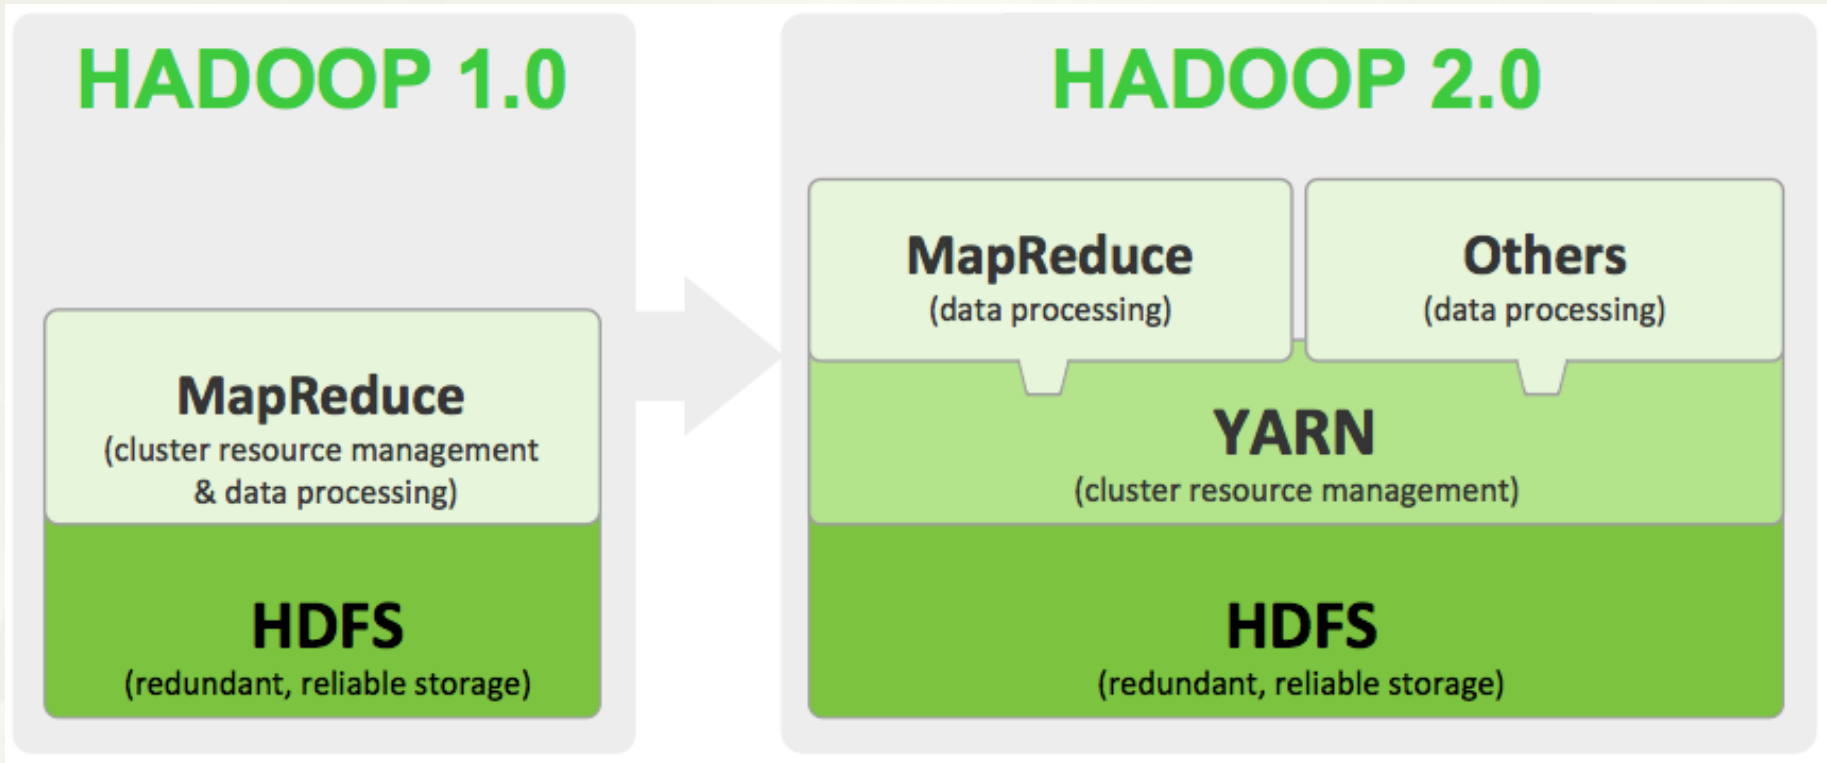 HADOOP 1.0
MapReduce
(cluster resource management
& data processing)
HDFS
(redundant, reliable storage)
HADOOP 2.0
MapReduce
(data processing)
Others
(data processing)
YARN
(cluster resource management)
HDFS
(redundant, reliable storage)